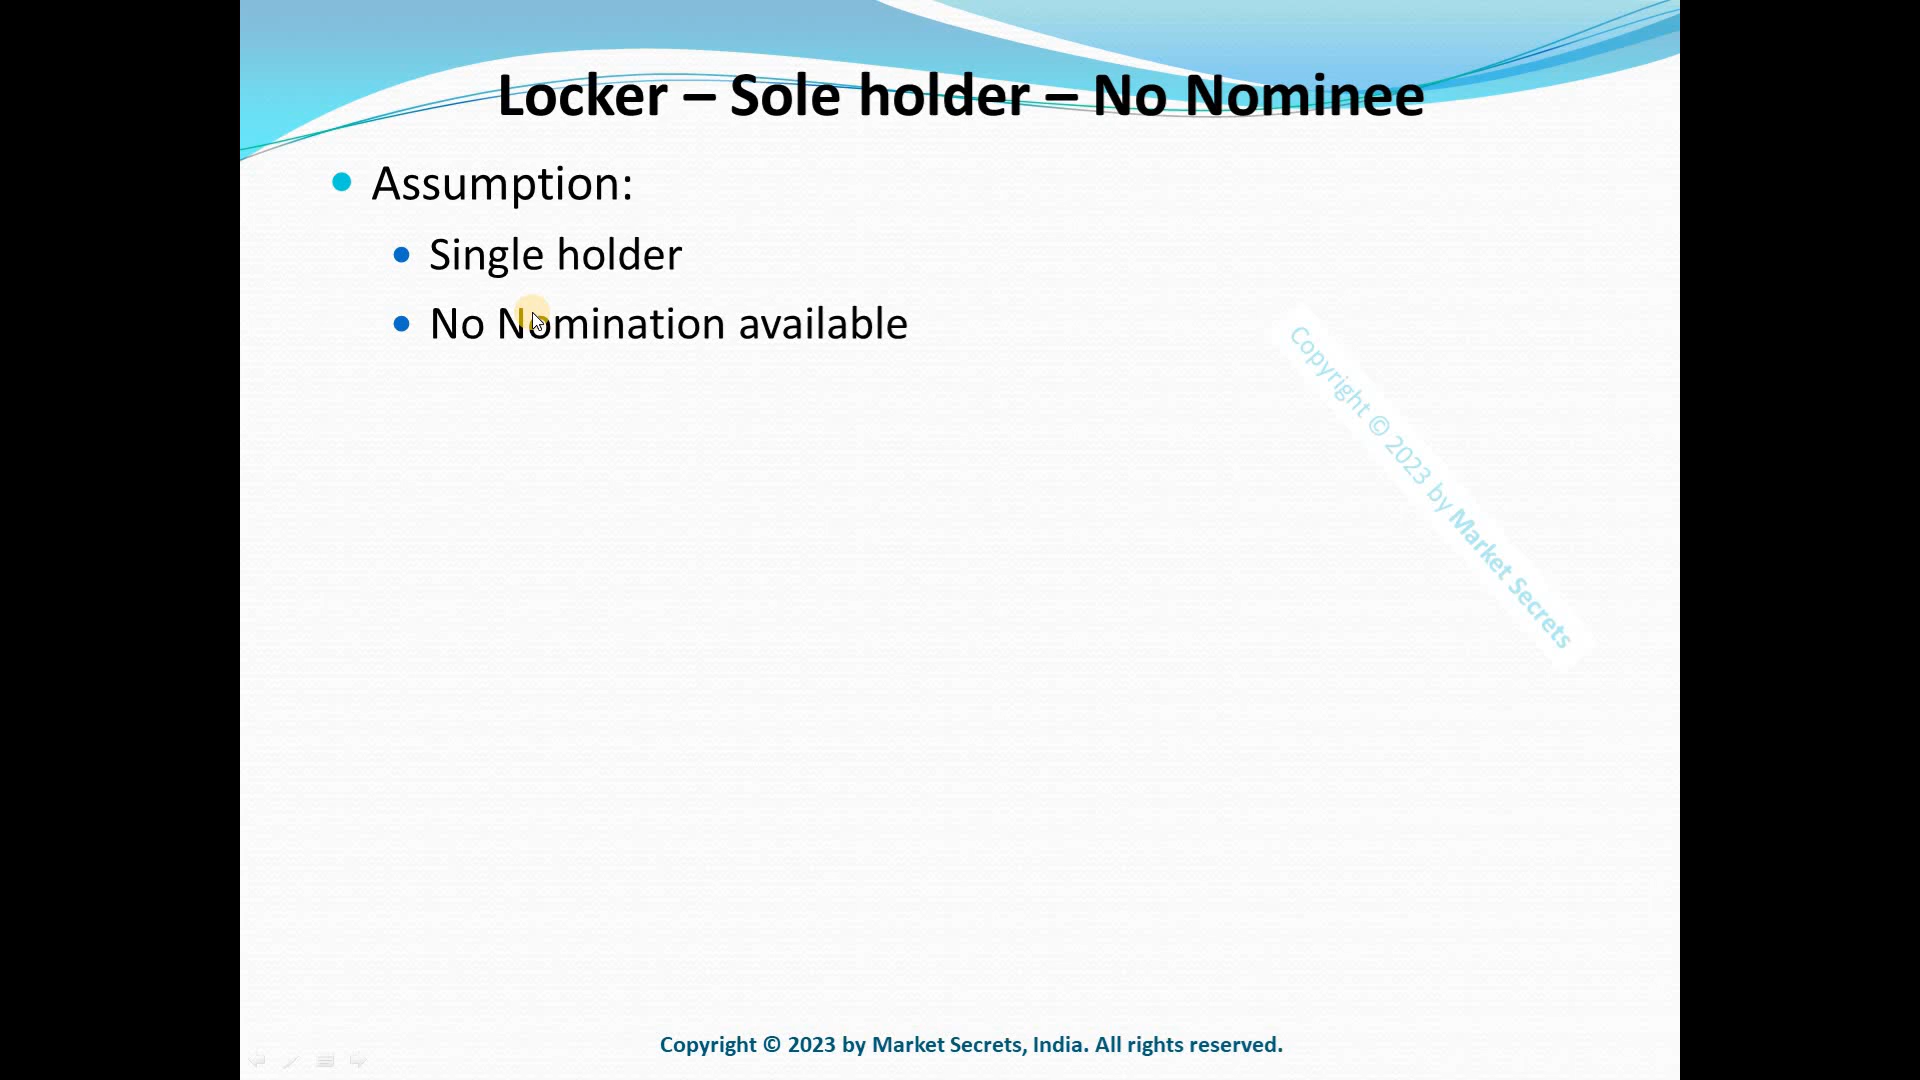 Locker – Sole holder – No Nominee
Assumption:
Single holder
No Nomination available
Copyright © 2023 by Market Secrets
Copyright © 2023 by Market Secrets, India. All rights reserved.